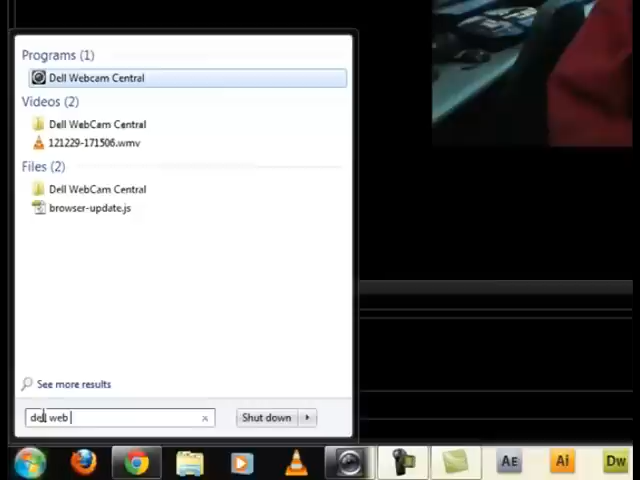 Programs (1)
Dell Webcam Central
Videos (2)
Dell WebCam Central
121229-171506.wmv
Files (2)
Dell WebCam Central
browser-update.js
See more results
dell web
Shut down
AE
Ai
Dw